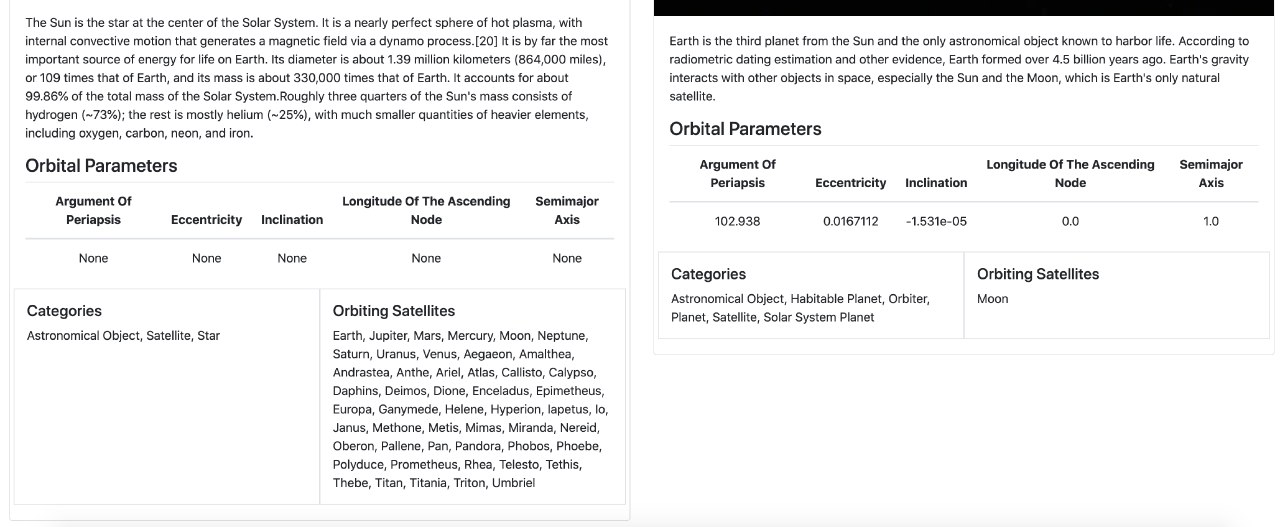 The Sun is the star at the center of the Solar System. It is a nearly perfect sphere of hot plasma, with
internal convective motion that generates a magnetic field via a dynamo process.[20] It is by far the most
important source of energy for life on Earth. Its diameter is about 1.39 million kilometers (864,000 miles),
or 109 times that of Earth, and its mass is about 330,000 times that of Earth. It accounts for about
99.86% of the total mass of the Solar System.Roughly three quarters of the Sun's mass consists of
hydrogen (~73%); the rest is mostly helium (~25%), with much smaller quantities of heavier elements,
including oxygen, carbon, neon, and iron.
Orbital Parameters
Argument Of Periapsis Eccentricity Inclination Longitude Of The Ascending Node Semimajor Axis
None None None None None
Categories
Astronomical Object, Satellite, Star
Orbiting Satellites
Earth, Jupiter, Mars, Mercury, Moon, Neptune,
Saturn, Uranus, Venus, Aegaeon, Amalthea,
Andrastea, Anthe, Ariel, Atlas, Callisto, Calypso,
Daphins, Deimos, Dione, Enceladus, Epimetheus,
Europa, Ganymede, Helene, Hyperion, Iapetus, Io,
Janus, Methone, Metis, Mimas, Miranda, Nereid,
Oberon, Pallene, Pan, Pandora, Phobos, Phoebe,
Polyduce, Prometheus, Rhea, Telesto, Tethis,
Thebe, Titan, Titania, Triton, Umbriel
Earth is the third planet from the Sun and the only astronomical object known to harbor life. According to
radiometric dating estimation and other evidence, Earth formed over 4.5 billion years ago. Earth's gravity
interacts with other objects in space, especially the Sun and the Moon, which is Earth's only natural
satellite.
Orbital Parameters
Argument Of Periapsis Eccentricity Inclination Longitude Of The Ascending Node Semimajor Axis
102.938 0.0167112 -1.531e-05 0.0 1.0
Categories
Astronomical Object, Habitable Planet, Orbiter,
Planet, Satellite, Solar System Planet
Orbiting Satellites
Moon